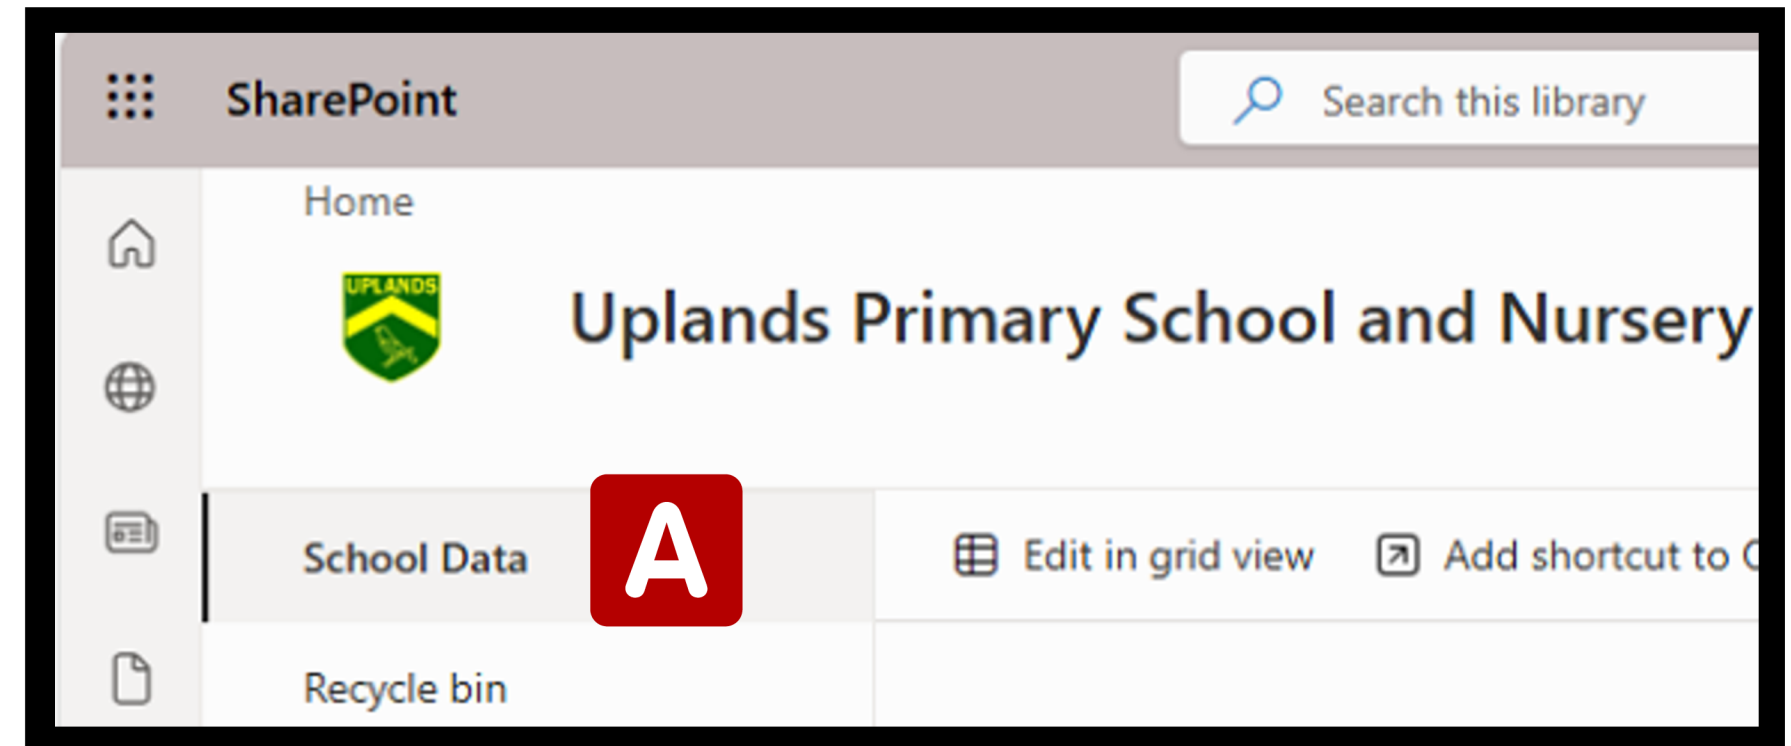 SharePoint
Search this library
Home
UPLANDS
Uplands Primary School and Nursery
School Data
A
Edit in grid view
Add shortcut to
Recycle bin